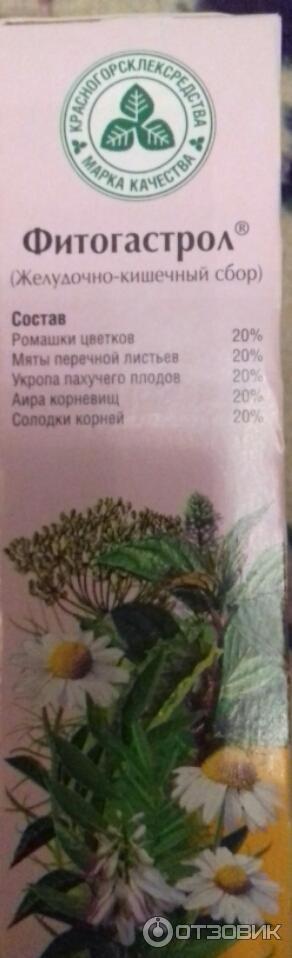 КРАСНОГОРСКЛЕКСРЕДСТВА
МАРКА КАЧЕСТВА
Фитогастрол®
(Желудочно-кишечный сбор)
Состав
Ромашки цветков 20%
Мяты перечной листьев 20%
Укропа пахучего плодов 20%
Аира корневищ 20%
Солодки корней 20%
ОТЗОВИК